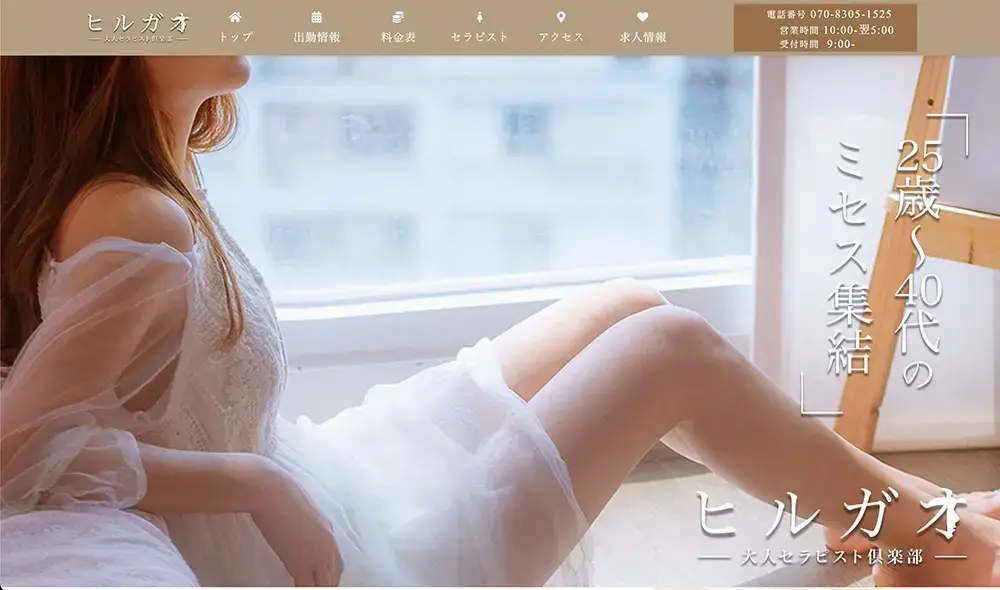 ヒルガオ
大人セラピスト倶楽部
トップ
出勤情報
料金表
セラピスト
アクセス
求人情報
電話番号 070-8305-1525
営業時間 10:00-翌5:00
受付時間 9:00-
「25歳~40代の
ミセス集結」
ヒルガオ
大人セラピスト倶楽部